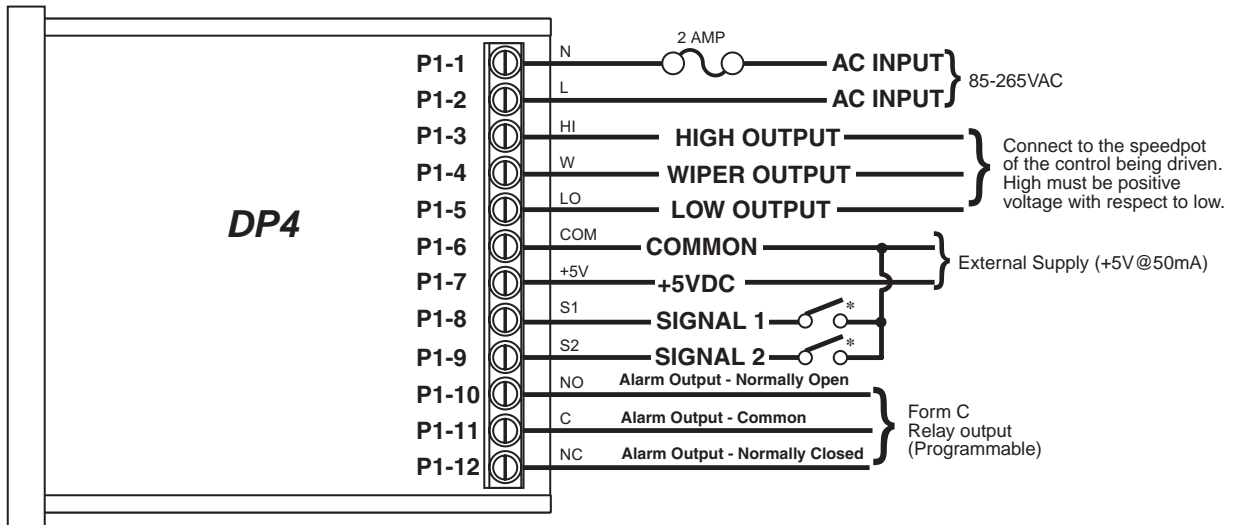 2 AMP
P1-1 N AC INPUT
85-265VAC
P1-2 L AC INPUT
P1-3 HI HIGH OUTPUT
P1-4 W WIPER OUTPUT
P1-5 LO LOW OUTPUT
Connect to the speedpot
of the control being driven.
High must be positive
voltage with respect to low.
DP4
P1-6 COM COMMON
P1-7 +5V +5VDC
External Supply (+5V@50mA)
P1-8 S1 SIGNAL 1 *
P1-9 S2 SIGNAL 2 *
P1-10 NO Alarm Output - Normally Open
P1-11 C Alarm Output - Common
P1-12 NC Alarm Output - Normally Closed
Form C
Relay output
(Programmable)